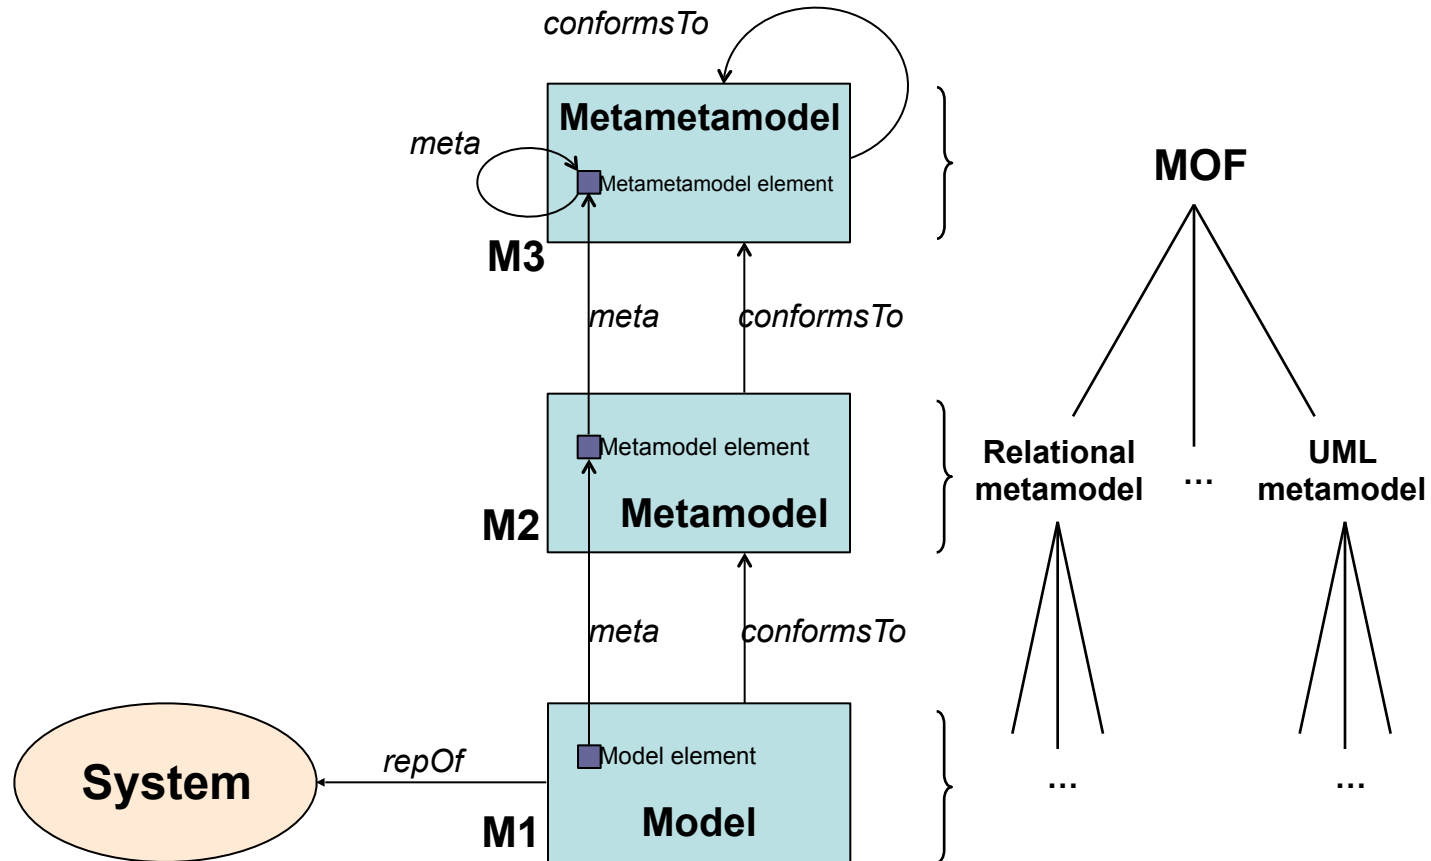 conformsTo
Metametamodel
meta
MOF
Metametamodel element
M3
meta
conformsTo
Metamodel element
Relational
metamodel
...
UML
metamodel
Metamodel
M2
meta
conformsTo
System
repOf
Model element
...
...
Model
M1